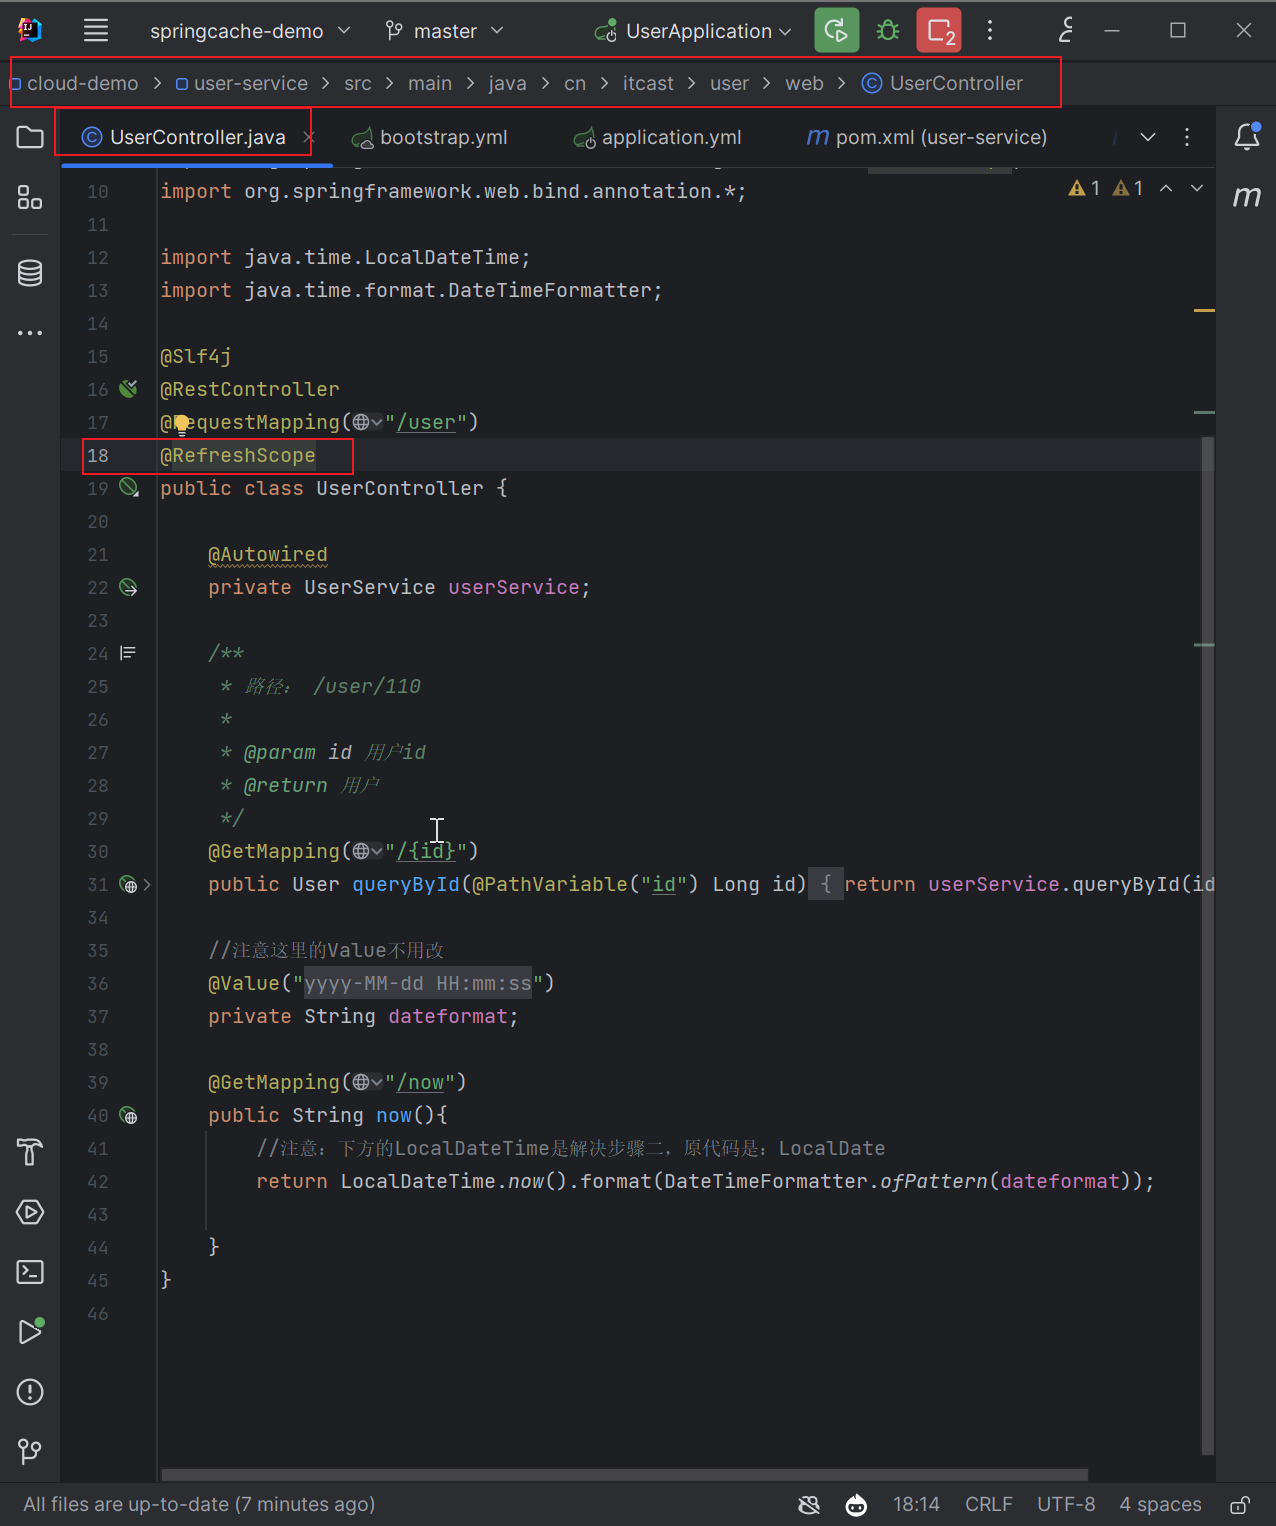 springcache-demo master UserApplication 2
cloud-demo > user-service > src > main > java > cn > itcast > user > web > UserController
UserController.java bootstrap.yml application.yml pom.xml (user-service)
10 import org.springframework.web.bind.annotation.*; 1 1
11
12 import java.time.LocalDateTime;
13 import java.time.format.DateTimeFormatter;
14
15 @Slf4j
16 @RestController
17 @RequestMapping("/user")
18 @RefreshScope
19 public class UserController {
20
21 @Autowired
22 private UserService userService;
23
24 /**
25 * 路径： /user/110
26 *
27 * @param id 用户id
28 * @return 用户
29 */
30 @GetMapping("/{id}")
31 public User queryById(@PathVariable("id") Long id) { return userService.queryById(id
34
35 //注意这里的Value不用改
36 @Value("yyyy-MM-dd HH:mm:ss")
37 private String dateformat;
38
39 @GetMapping("/now")
40 public String now(){
41 //注意：下方的LocalDateTime是解决步骤二，原代码是：LocalDate
42 return LocalDateTime.now().format(DateTimeFormatter.ofPattern(dateformat));
43
44 }
45 }
46
All files are up-to-date (7 minutes ago) 18:14 CRLF UTF-8 4 spaces